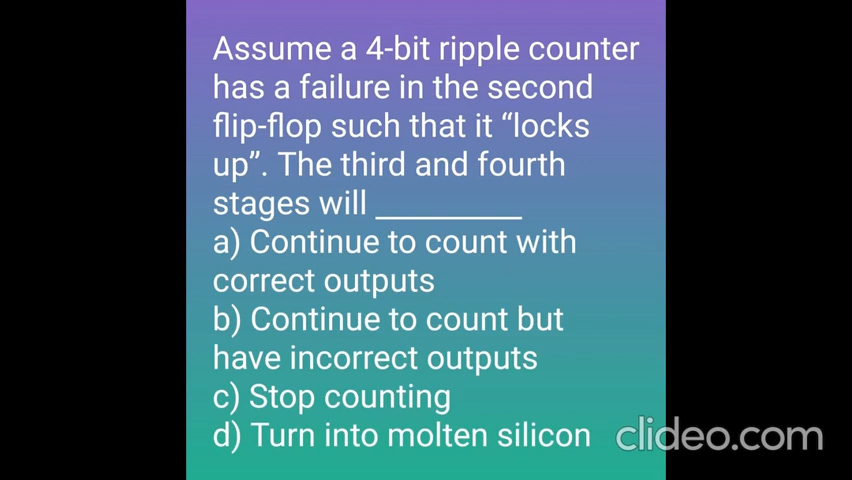 Assume a 4-bit ripple counter
has a failure in the second
flip-flop such that it “locks
up”. The third and fourth
stages will __________
a) Continue to count with
correct outputs
b) Continue to count but
have incorrect outputs
c) Stop counting
d) Turn into molten silicon
clideo.com